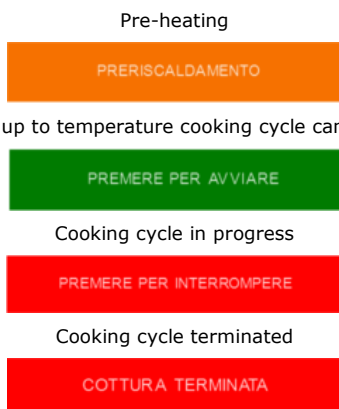 Pre-heating
PRERISCALDAMENTO
up to temperature cooking cycle can
PREMERE PER AVVIARE
Cooking cycle in progress
PREMERE PER INTERROMPERE
Cooking cycle terminated
COTTURA TERMINATA